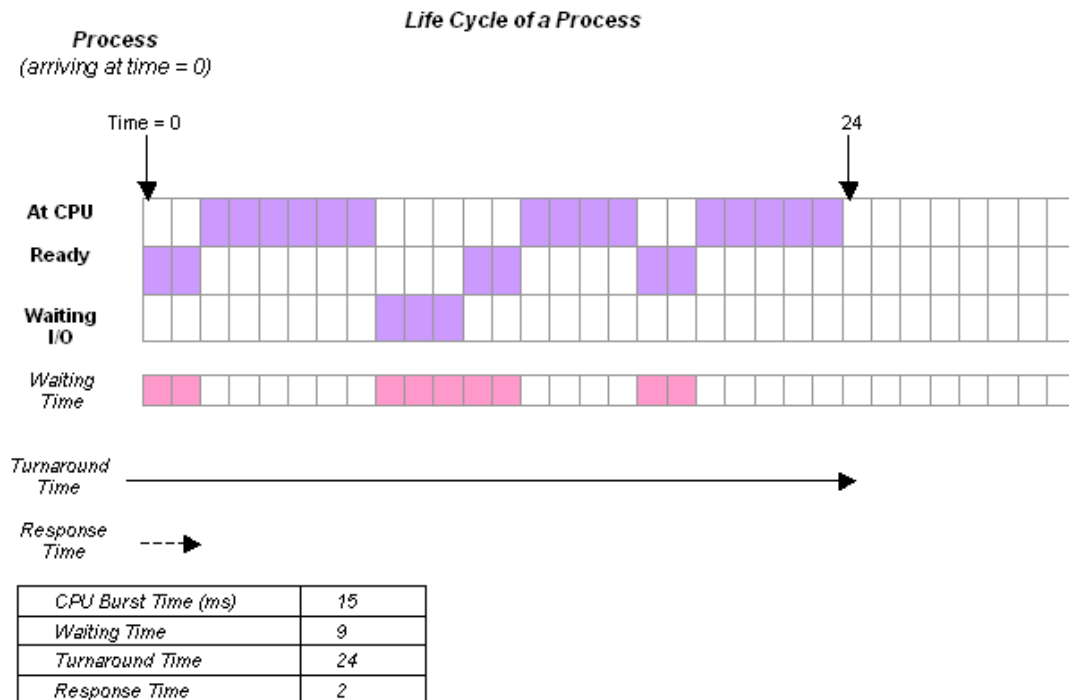 Life Cycle of a Process
Process
(arriving at time = 0)
Time = 0
24
At CPU
Ready
Waiting
I/O
Waiting
Time
Turnaround
Time
Response
Time
CPU Burst Time (ms) 15
Waiting Time 9
Turnaround Time 24
Response Time 2